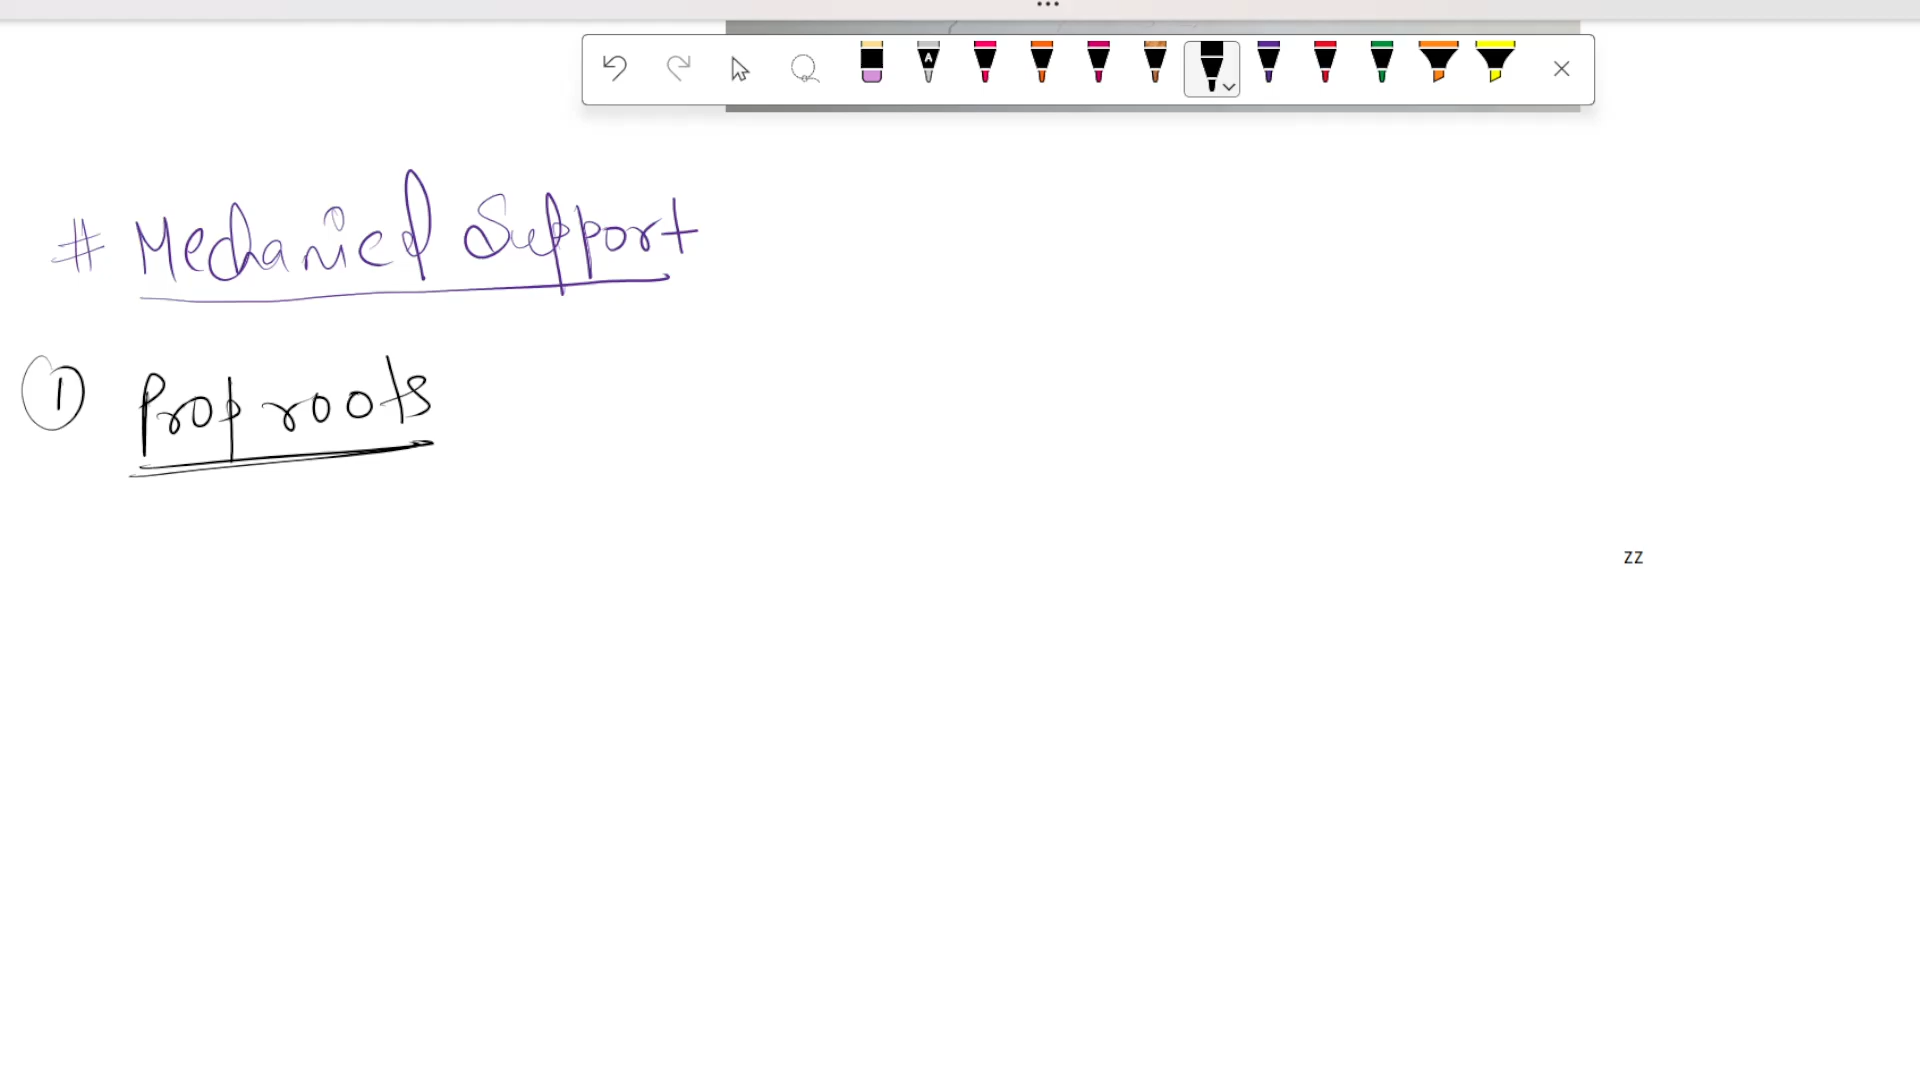 # Mechanical Support
① Prop roots
zz